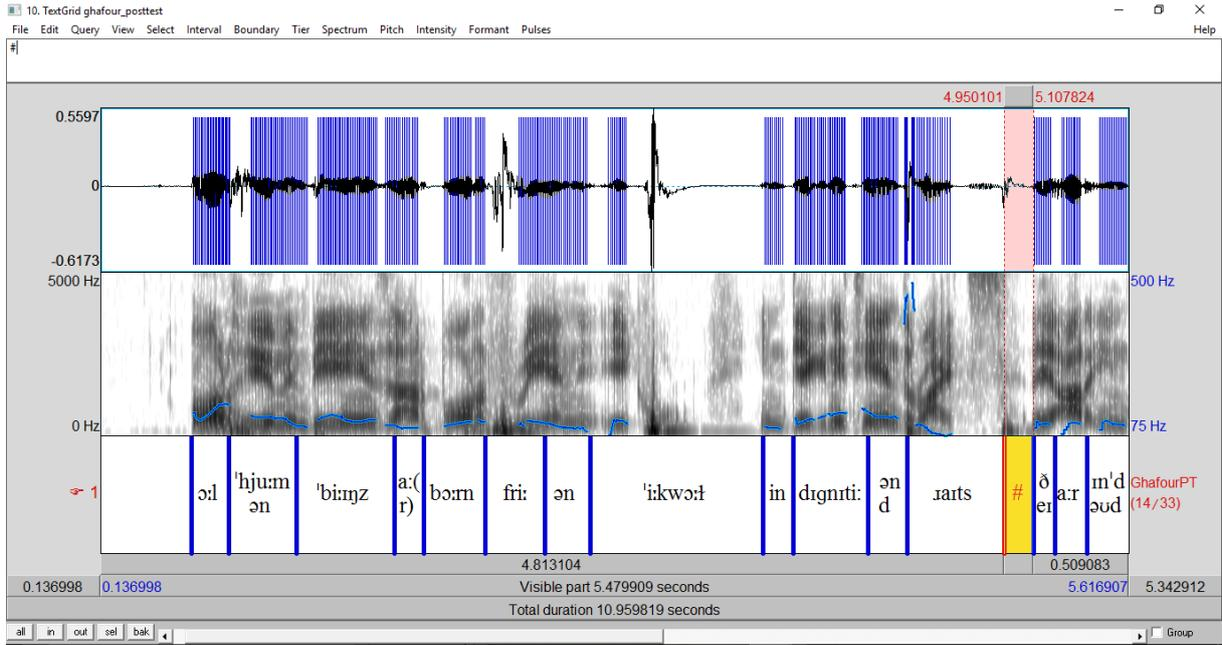 10. TextGrid ghafour_posttest
File Edit Query View Select Interval Boundary Tier Spectrum Pitch Intensity Formant Pulses Help
#
4.950101 5.107824
0.5597
0
-0.6173
5000 Hz 500 Hz
0 Hz 75 Hz
☞ 1
ɔːl
ˈhjuːm
ən
ˈbiːɪŋz
aː(
r)
bɔːrn
friː
ən
ˈiːkwɔːɫ
in
dɪgnɪtiː
ən
d
ɹaɪts
#
ð
eɪ
aːr
ɪnˈd
əʊd
GhafourPT
(14/33)
4.813104 0.509083
0.136998 0.136998 Visible part 5.479909 seconds 5.616907 5.342912
Total duration 10.959819 seconds
all in out sel bak Group